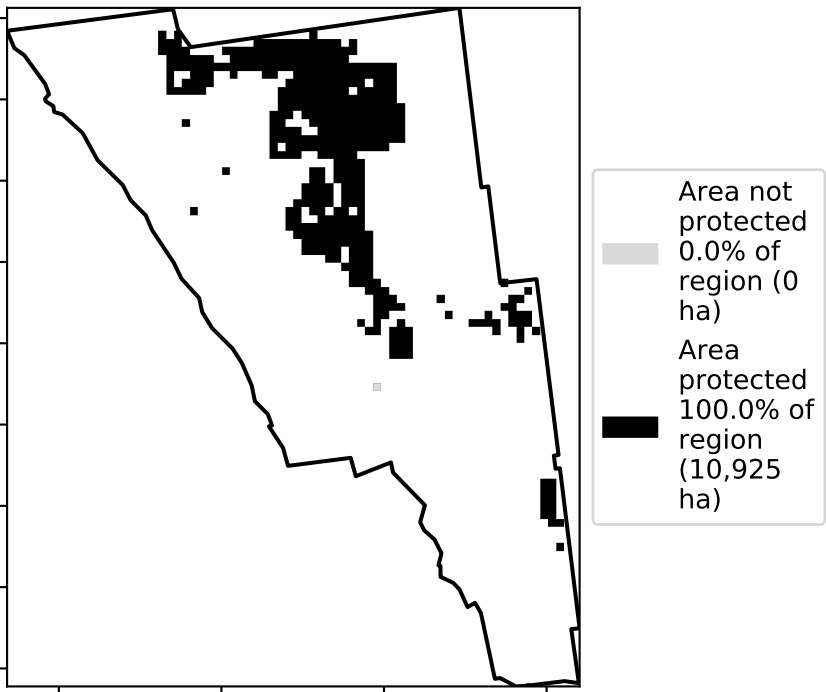 Area not
protected
0.0% of
region (0
ha)
Area
protected
100.0% of
region
(10,925
ha)